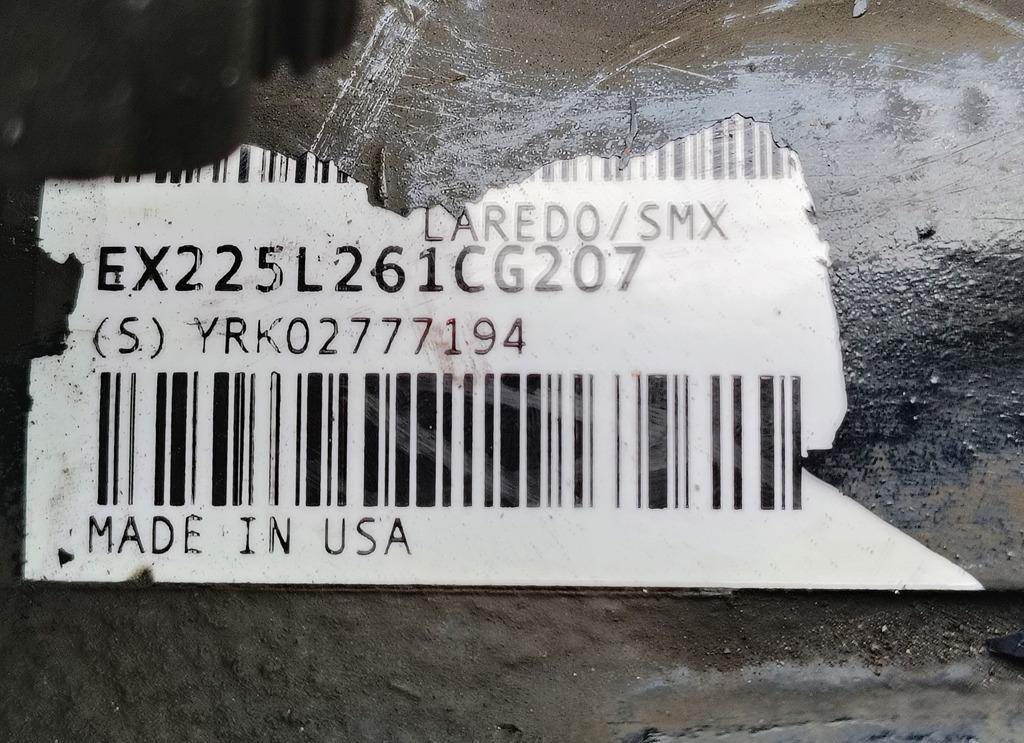 LAREDO/SMX
EX225L261CG207
(S) YRK02777194
MADE IN USA